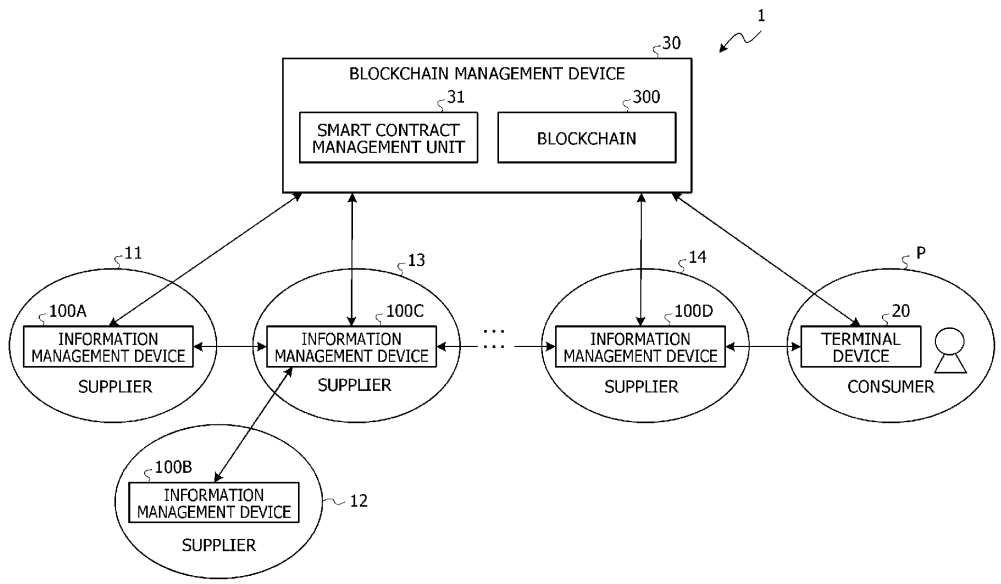 1
30
BLOCKCHAIN MANAGEMENT DEVICE
31
300
SMART CONTRACT
MANAGEMENT UNIT
BLOCKCHAIN
11
13
14
P
100A
100C
100D
20
INFORMATION
MANAGEMENT DEVICE
SUPPLIER
INFORMATION
MANAGEMENT DEVICE
SUPPLIER
...
...
INFORMATION
MANAGEMENT DEVICE
SUPPLIER
TERMINAL
DEVICE
CONSUMER
100B
INFORMATION
MANAGEMENT DEVICE
SUPPLIER
12